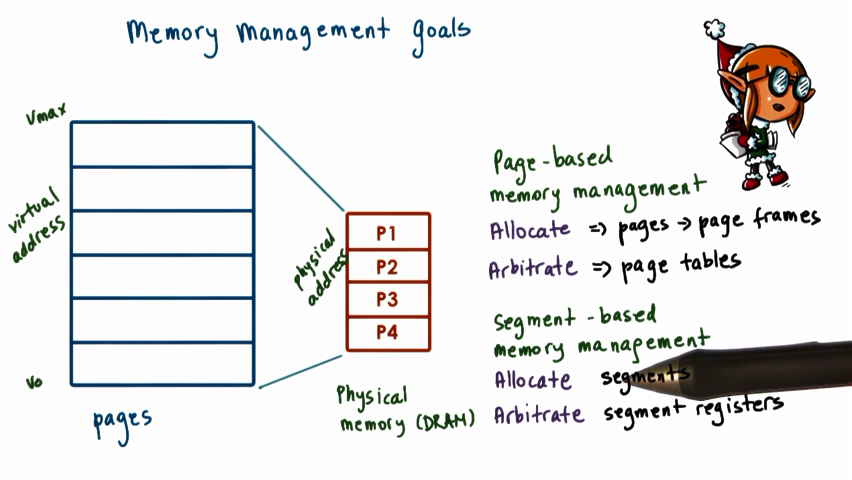 Memory management goals
Vmax
virtual
address
V0
pages
physical
address
P1
P2
P3
P4
Physical
memory (DRAM)
Page-based
memory management
Allocate => pages → page frames
Arbitrate => page tables
Segment-based
memory management
Allocate segments
Arbitrate segment registers